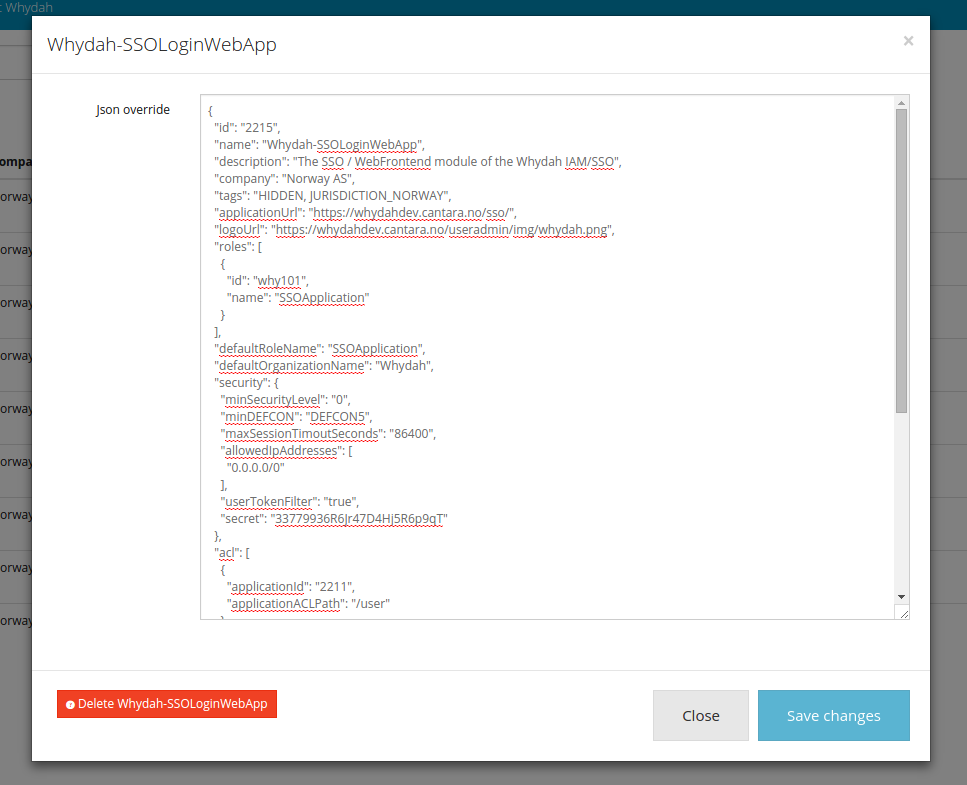 : Whydah
Whydah-SSOLoginWebApp
×
Json override
{
"id": "2215",
"name": "Whydah-SSOLoginWebApp",
"description": "The SSO / WebFrontend module of the Whydah IAM/SSO",
"company": "Norway AS",
"tags": "HIDDEN, JURISDICTION_NORWAY",
"applicationUrl": "https://whydahdev.cantara.no/sso/",
"logoUrl": "https://whydahdev.cantara.no/useradmin/img/whydah.png",
"roles": [
{
"id": "why101",
"name": "SSOApplication"
}
],
"defaultRoleName": "SSOApplication",
"defaultOrganizationName": "Whydah",
"security": {
"minSecurityLevel": "0",
"minDEFCON": "DEFCON5",
"maxSessionTimoutSeconds": "86400",
"allowedIpAddresses": [
"0.0.0.0/0"
],
"userTokenFilter": "true",
"secret": "33779936R6Jr47D4Hj5R6p9qT"
},
"acl": [
{
"applicationId": "2211",
"applicationACLPath": "/user"
ompa
orway
orway
orway
orway
orway
orway
orway
orway
orway
Delete Whydah-SSOLoginWebApp
Close
Save changes